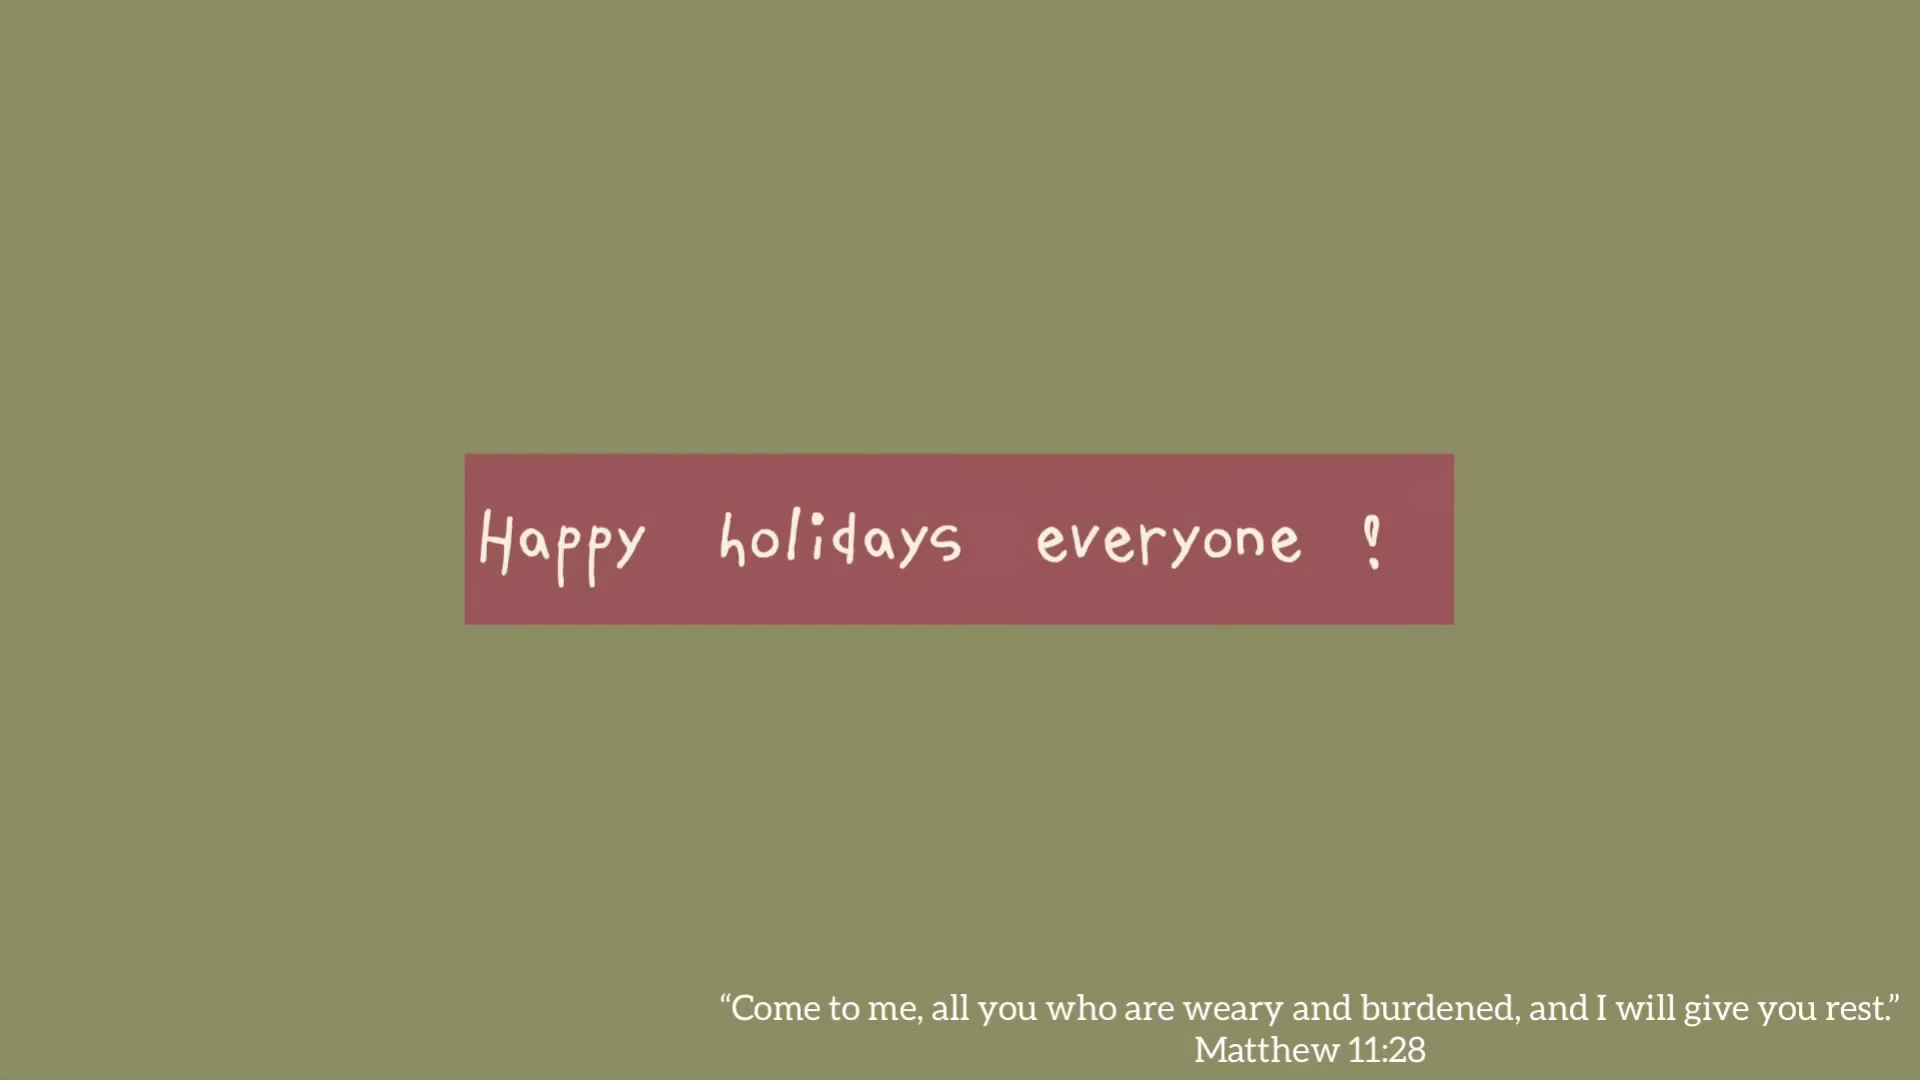 Happy holidays everyone !
“Come to me, all you who are weary and burdened, and I will give you rest.”
Matthew 11:28